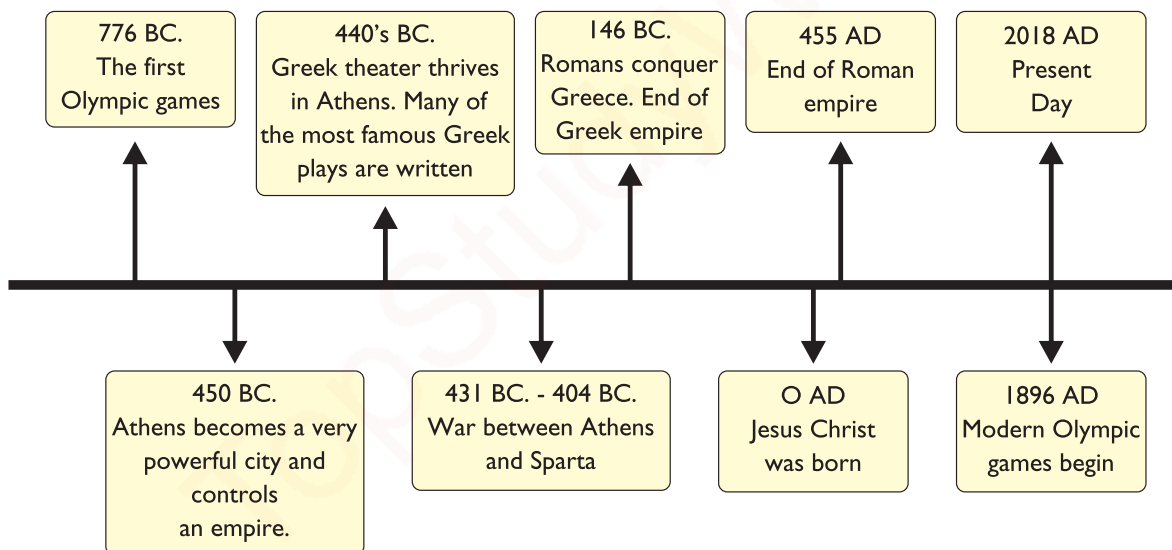 776 BC.
The first
Olympic games
440's BC.
Greek theater thrives
in Athens. Many of
the most famous Greek
plays are written
146 BC.
Romans conquer
Greece. End of
Greek empire
455 AD
End of Roman
empire
2018 AD
Present
Day
450 BC.
Athens becomes a very
powerful city and
controls
an empire.
431 BC. - 404 BC.
War between Athens
and Sparta
O AD
Jesus Christ
was born
1896 AD
Modern Olympic
games begin